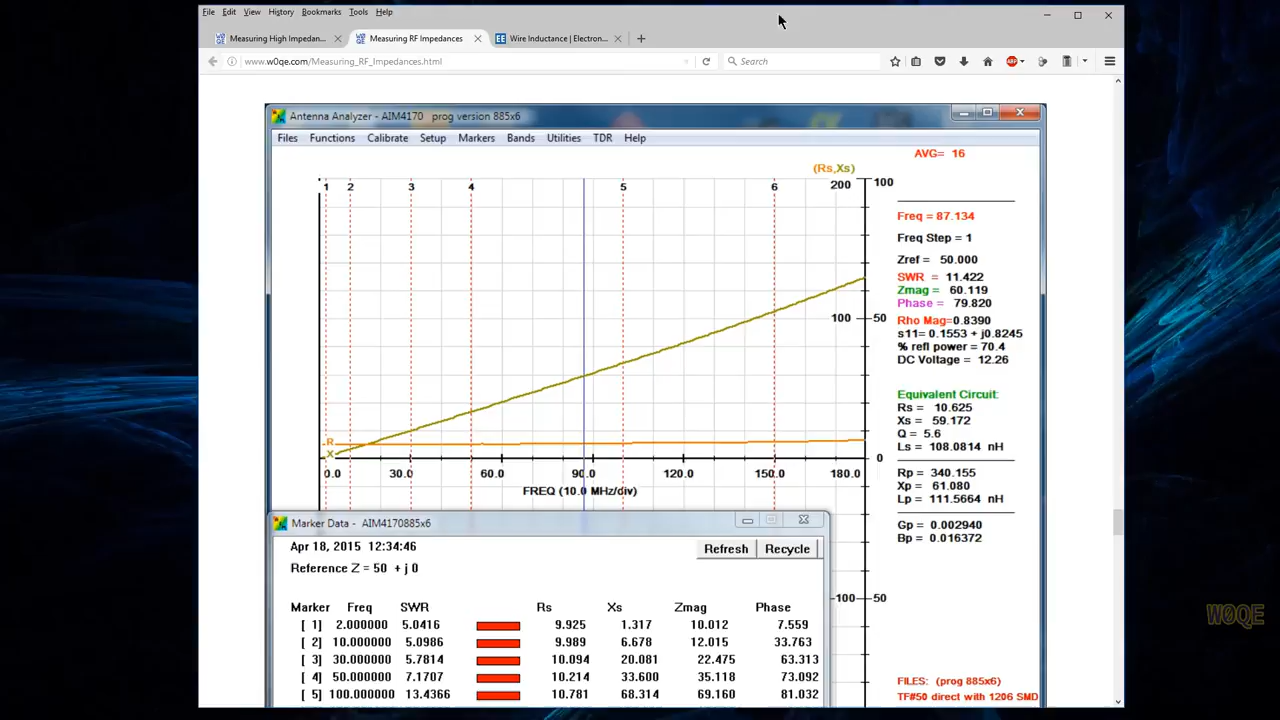 File Edit View History Bookmarks Tools Help
Measuring High Impedan... Measuring RF Impedances Wire Inductance | Electron...
www.w0qe.com/Measuring_RF_Impedances.html Search
Antenna Analyzer - AIM4170 prog version 885x6
Files Functions Calibrate Setup Markers Bands Utilities TDR Help
AVG= 16
(Rs,Xs)
1 2 3 4 5 6 200 100
Freq = 87.134
Freq Step = 1
Zref = 50.000
SWR = 11.422
Zmag = 60.119
Phase = 79.820
100 50
Rho Mag=0.8390
s11= 0.1553 + j0.8245
% refl power = 70.4
DC Voltage = 12.26
Equivalent Circuit:
Rs = 10.625
Xs = 59.172
Q = 5.6
Ls = 108.0814 nH
R
X
0
0.0 30.0 60.0 90.0 120.0 150.0 180.0
FREQ (10.0 MHz/div)
Rp = 340.155
Xp = 61.080
Lp = 111.5664 nH
Gp = 0.002940
Bp = 0.016372
-100 -50
Marker Data - AIM4170885x6
Apr 18, 2015 12:34:46
Refresh Recycle
Reference Z = 50 + j 0
Marker Freq SWR Rs Xs Zmag Phase
[ 1] 2.000000 5.0416 9.925 1.317 10.012 7.559
[ 2] 10.000000 5.0986 9.989 6.678 12.015 33.763
[ 3] 30.000000 5.7814 10.094 20.081 22.475 63.313
[ 4] 50.000000 7.1707 10.214 33.600 35.118 73.092
[ 5] 100.000000 13.4366 10.781 68.314 69.160 81.032
FILES: (prog 885x6)
TF#50 direct with 1206 SMD
W0QE